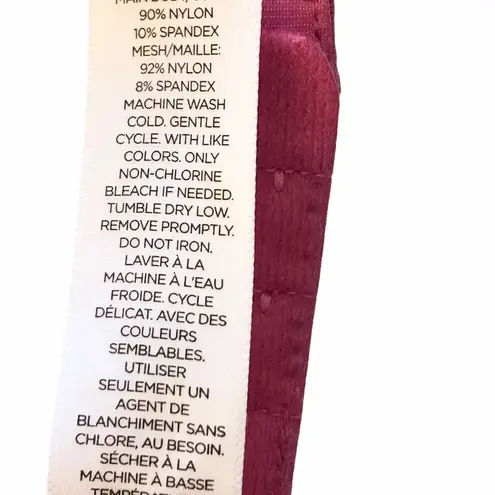 MAIN BODY/
90% NYLON
10% SPANDEX
MESH/MAILLE:
92% NYLON
8% SPANDEX
MACHINE WASH
COLD. GENTLE
CYCLE. WITH LIKE
COLORS. ONLY
NON-CHLORINE
BLEACH IF NEEDED.
TUMBLE DRY LOW.
REMOVE PROMPTLY.
DO NOT IRON.
LAVER À LA
MACHINE À L'EAU
FROIDE. CYCLE
DÉLICAT. AVEC DES
COULEURS
SEMBLABLES.
UTILISER
SEULEMENT UN
AGENT DE
BLANCHIMENT SANS
CHLORE, AU BESOIN.
SÉCHER À LA
MACHINE À BASSE
TEMPÉRATURE